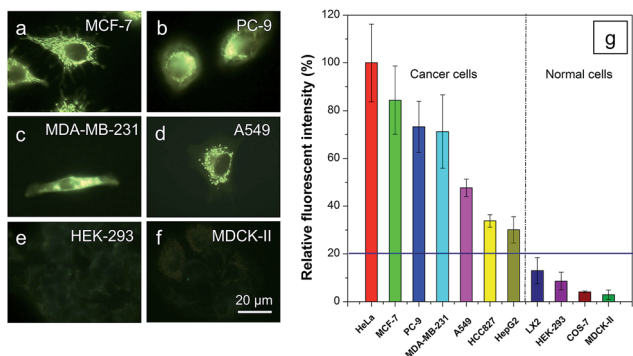 a MCF-7
b PC-9
c MDA-MB-231
d A549
e HEK-293
f MDCK-II
20 µm
g
Relative fluorescent intensity (%)
120
100
80
60
40
20
0
Cancer cells
Normal cells
HeLa
MCF-7
PC-9
MDA-MB-231
A549
HCC827
HepG2
LX2
HEK-293
COS-7
MDCK-II